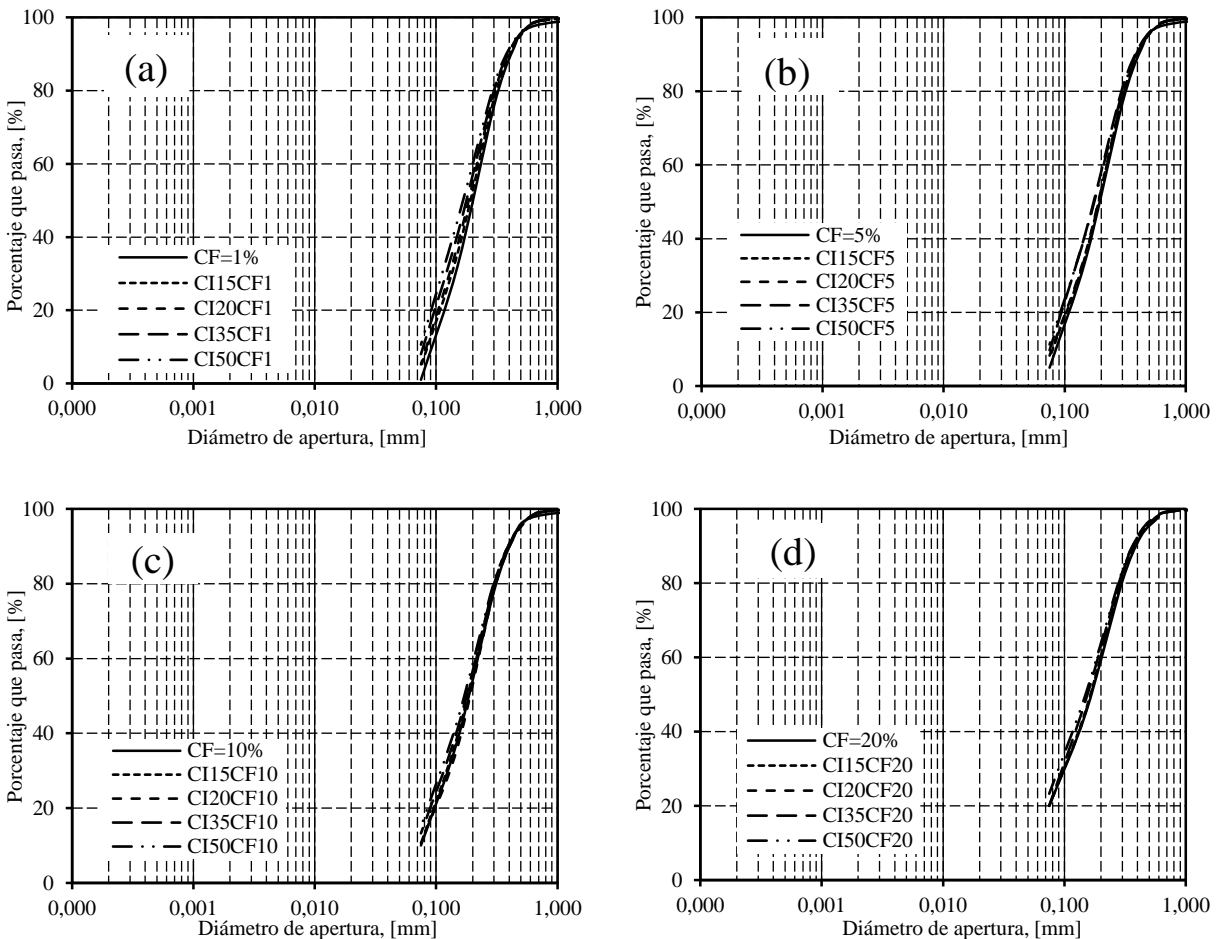 (a)
Porcentaje que pasa, [%]
100
80
60
40
20
0
CF=1%
CI15CF1
CI20CF1
CI35CF1
CI50CF1
0,000 0,001 0,010 0,100 1,000
Diámetro de apertura, [mm]
(b)
Porcentaje que pasa, [%]
100
80
60
40
20
0
CF=5%
CI15CF5
CI20CF5
CI35CF5
CI50CF5
0,000 0,001 0,010 0,100 1,000
Diámetro de apertura, [mm]
(c)
Porcentaje que pasa, [%]
100
80
60
40
20
0
CF=10%
CI15CF10
CI20CF10
CI35CF10
CI50CF10
0,000 0,001 0,010 0,100 1,000
Diámetro de apertura, [mm]
(d)
Porcentaje que pasa, [%]
100
80
60
40
20
0
CF=20%
CI15CF20
CI20CF20
CI35CF20
CI50CF20
0,000 0,001 0,010 0,100 1,000
Diámetro de apertura, [mm]